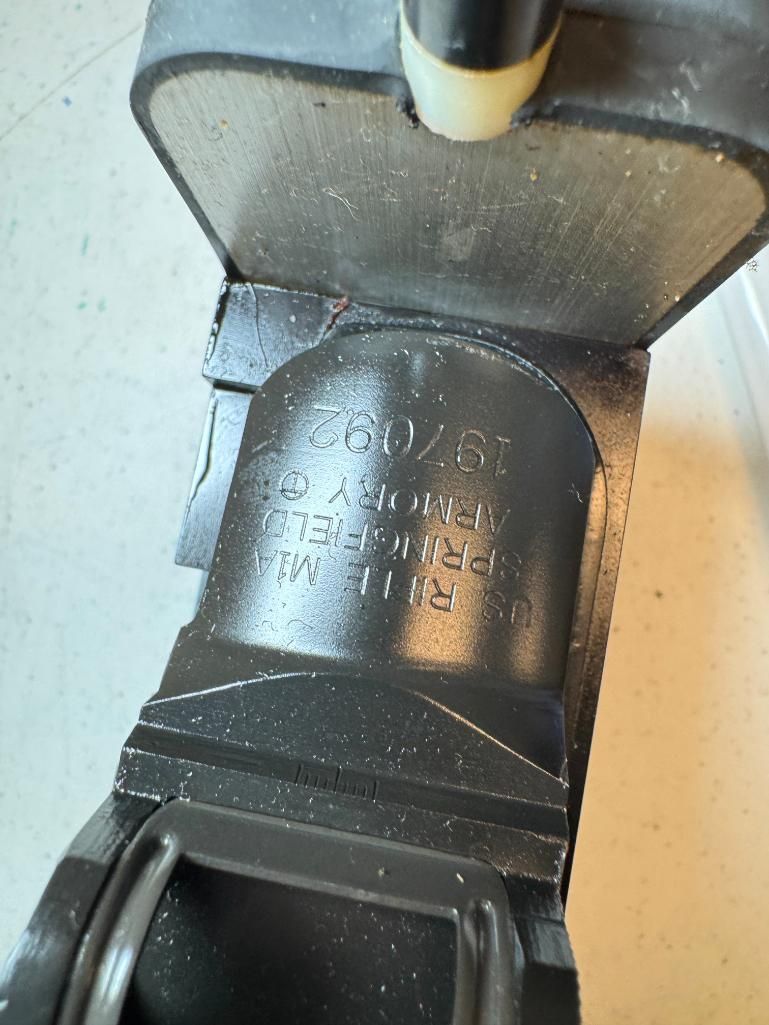 US RIFLE M1A
SPRINGFIELD
ARMORY
197092